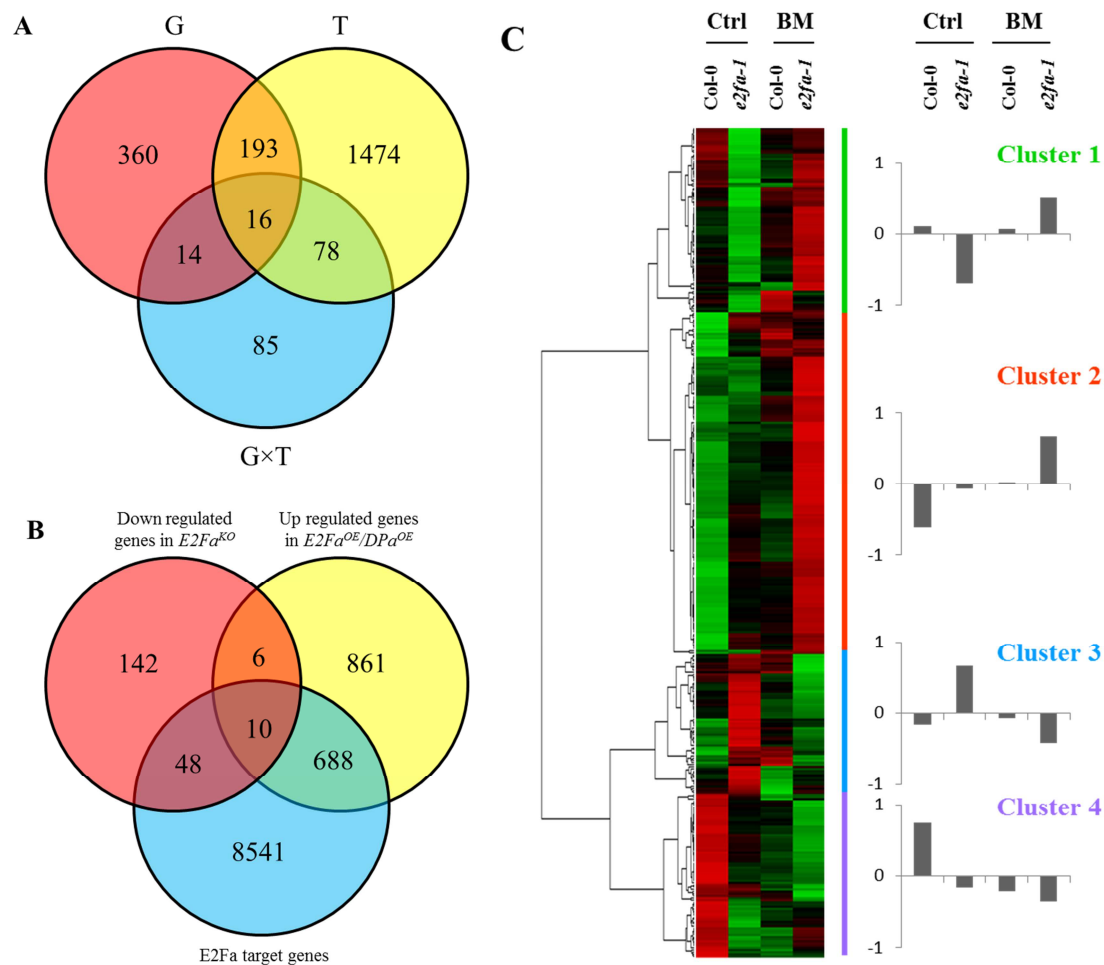 A
G
T
360
193
1474
16
14
78
85
G×T
B
Down regulated
genes in E2Fa^KO
Up regulated genes
in E2Fa^OE/DPa^OE
142
6
861
10
48
688
8541
E2Fa target genes
C
Ctrl
BM
Col-0
e2fa-1
Col-0
e2fa-1
Ctrl
BM
Col-0
e2fa-1
Col-0
e2fa-1
Cluster 1
1
0
-1
Cluster 2
1
0
-1
Cluster 3
1
0
-1
Cluster 4
1
0
-1